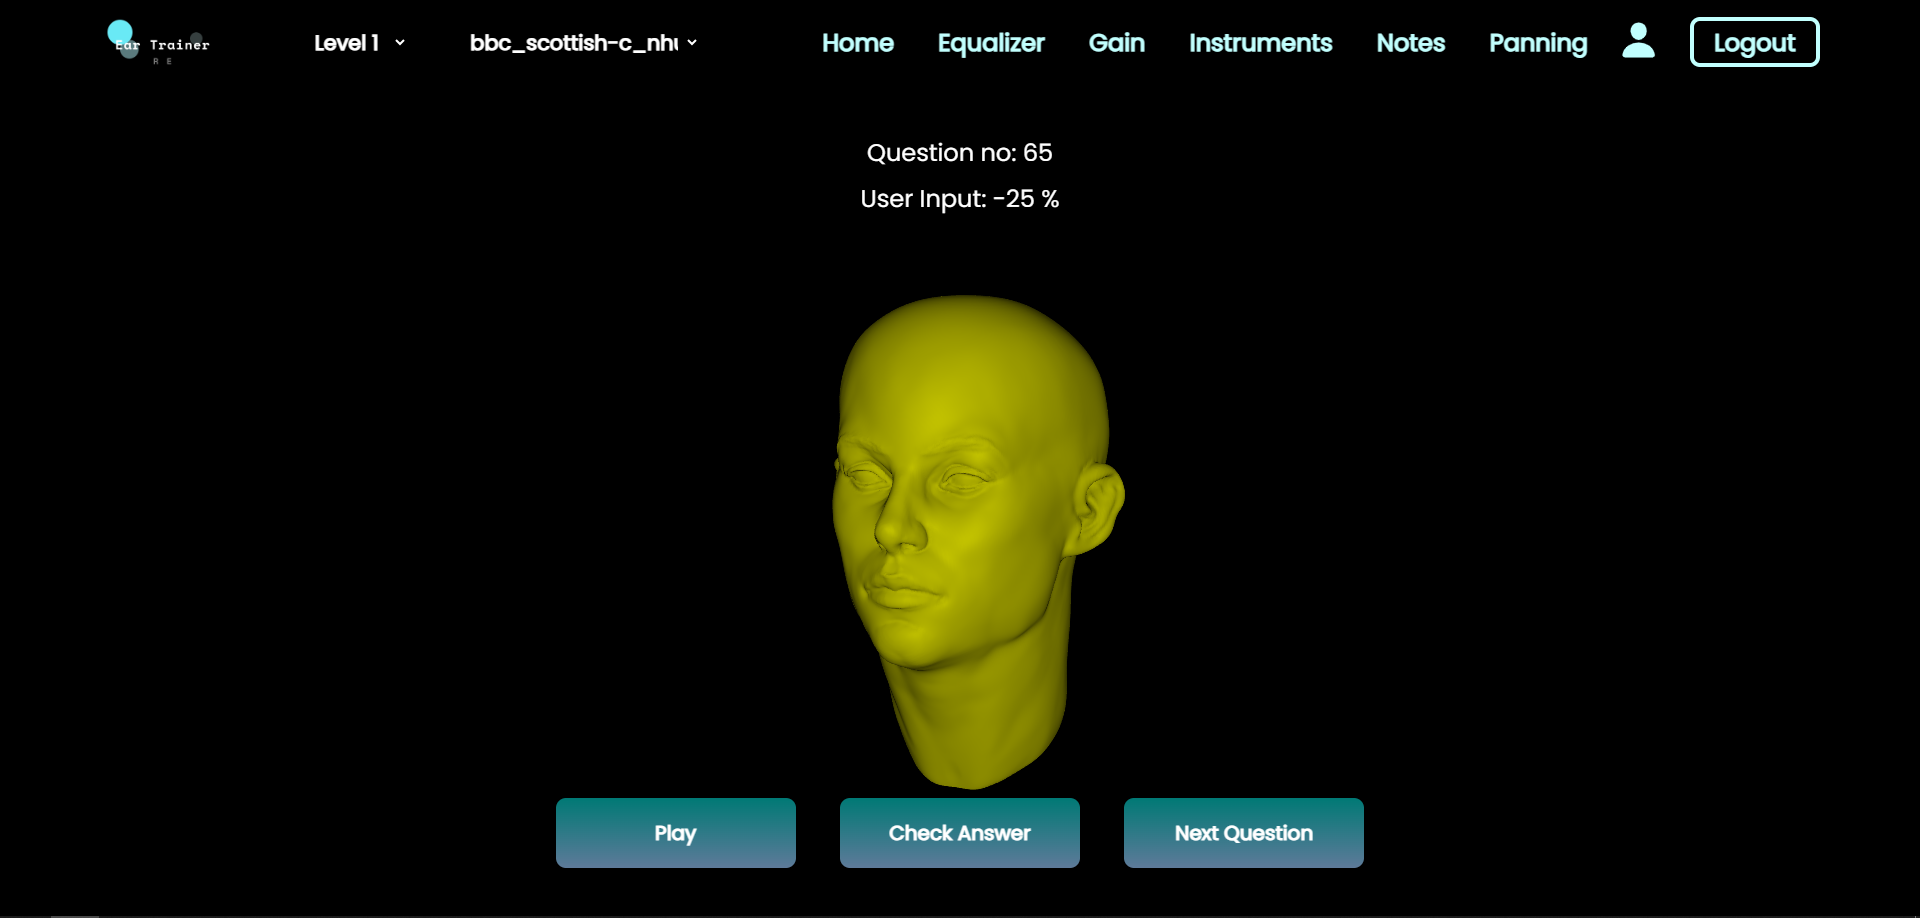 Ear Trainer
R E
Level 1
bbc_scottish-c_nhu
Home
Equalizer
Gain
Instruments
Notes
Panning
Logout
Question no: 65
User Input: -25 %
Play
Check Answer
Next Question